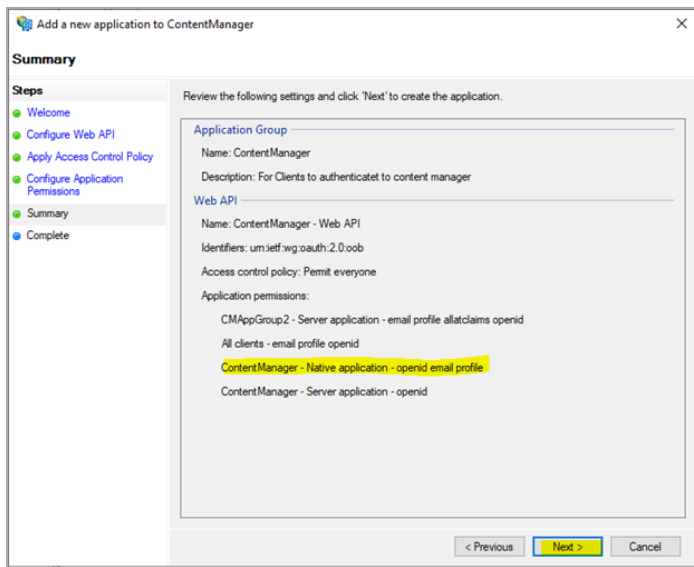 Add a new application to ContentManager
Summary
Steps
Welcome
Configure Web API
Apply Access Control Policy
Configure Application
Permissions
Summary
Complete
Review the following settings and click 'Next' to create the application.
Application Group
Name: ContentManager
Description: For Clients to authenticatet to content manager
Web API
Name: ContentManager - Web API
Identifiers: urn:ietf:wg:oauth:2.0:oob
Access control policy: Permit everyone
Application permissions:
CMAppGroup2 - Server application - email profile allatclaims openid
All clients - email profile openid
ContentManager - Native application - openid email profile
ContentManager - Server application - openid
< Previous
Next >
Cancel